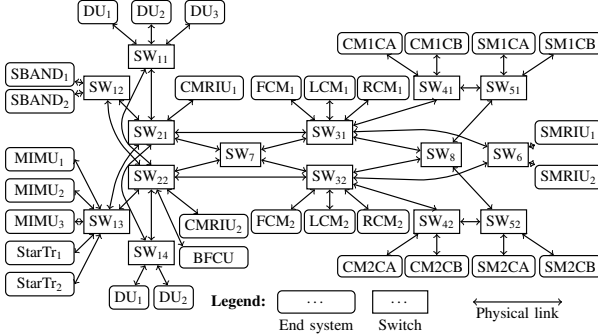 DU₁ DU₂ DU₃
SW₁₁
CM1CA CM1CB SM1CA SM1CB
SBAND₁
SBAND₂
SW₁₂
CMRIU₁ FCM₁ LCM₁ RCM₁
SW₄₁ SW₅₁
SW₂₁ SW₃₁
SMRIU₁
MIMU₁
SW₇ SW₈ SW₆
MIMU₂
SW₂₂ SW₃₂
SMRIU₂
MIMU₃
SW₁₃
CMRIU₂ FCM₂ LCM₂ RCM₂
SW₄₂ SW₅₂
StarTr₁
SW₁₄
BFCU
CM2CA CM2CB SM2CA SM2CB
StarTr₂
DU₁ DU₂
Legend: ... ...
End system Switch Physical link